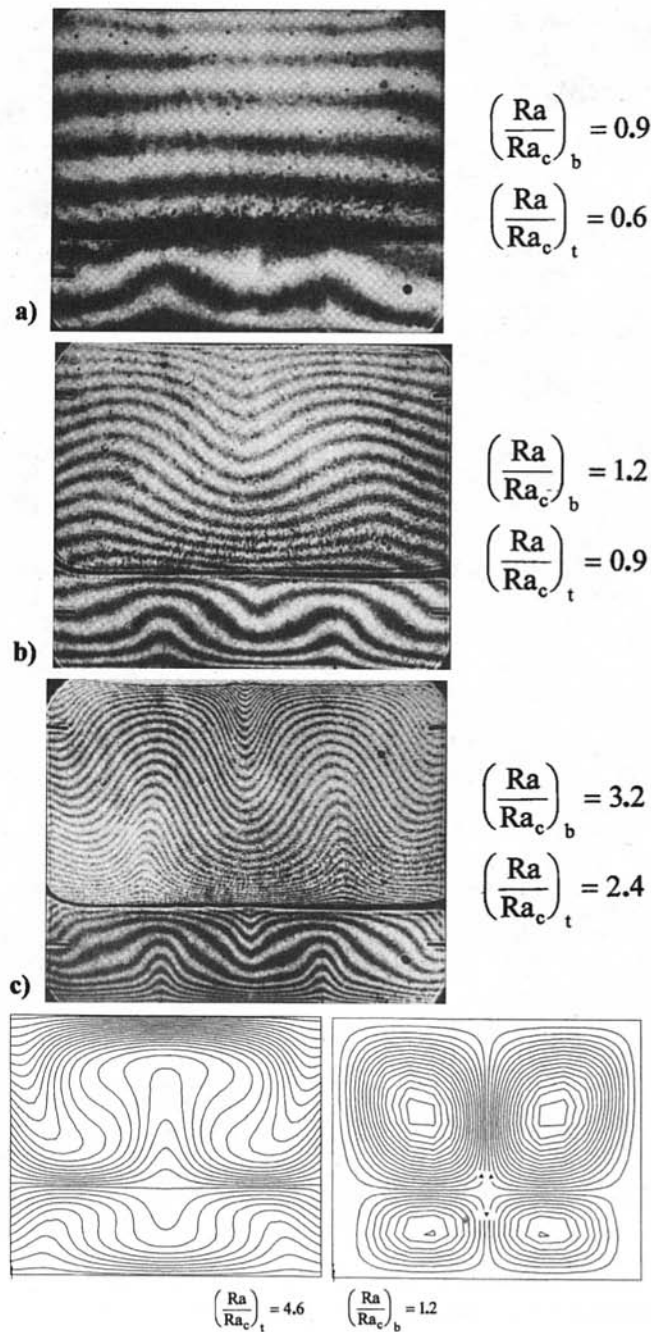 (Ra/Ra_c)_b = 0.9
(Ra/Ra_c)_t = 0.6
a)
(Ra/Ra_c)_b = 1.2
(Ra/Ra_c)_t = 0.9
b)
(Ra/Ra_c)_b = 3.2
(Ra/Ra_c)_t = 2.4
c)
(Ra/Ra_c)_t = 4.6 (Ra/Ra_c)_b = 1.2